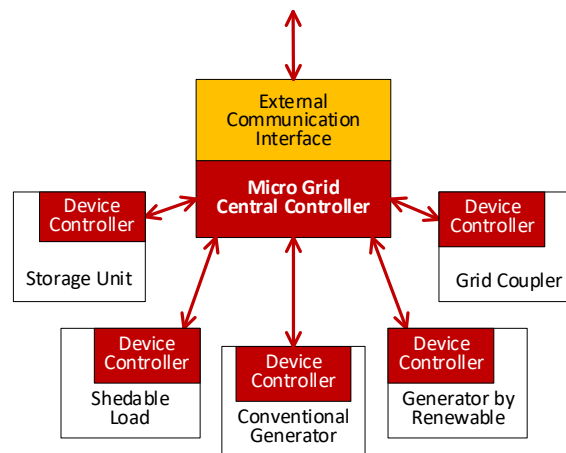 External
Communication
Interface
Micro Grid
Central Controller
Device
Controller
Storage Unit
Device
Controller
Grid Coupler
Device
Controller
Shedable
Load
Device
Controller
Conventional
Generator
Device
Controller
Generator by
Renewable